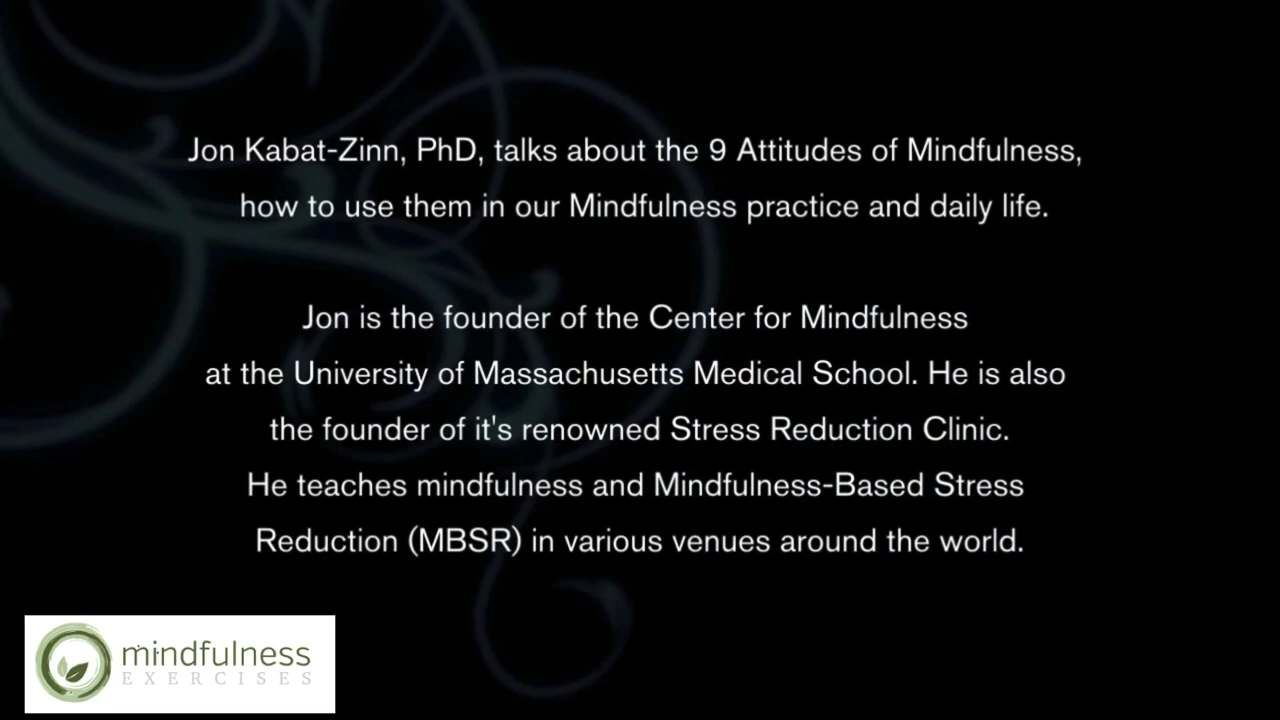 Jon Kabat-Zinn, PhD, talks about the 9 Attitudes of Mindfulness,
how to use them in our Mindfulness practice and daily life.
Jon is the founder of the Center for Mindfulness
at the University of Massachusetts Medical School. He is also
the founder of it's renowned Stress Reduction Clinic.
He teaches mindfulness and Mindfulness-Based Stress
Reduction (MBSR) in various venues around the world.
mindfulness
EXERCISES